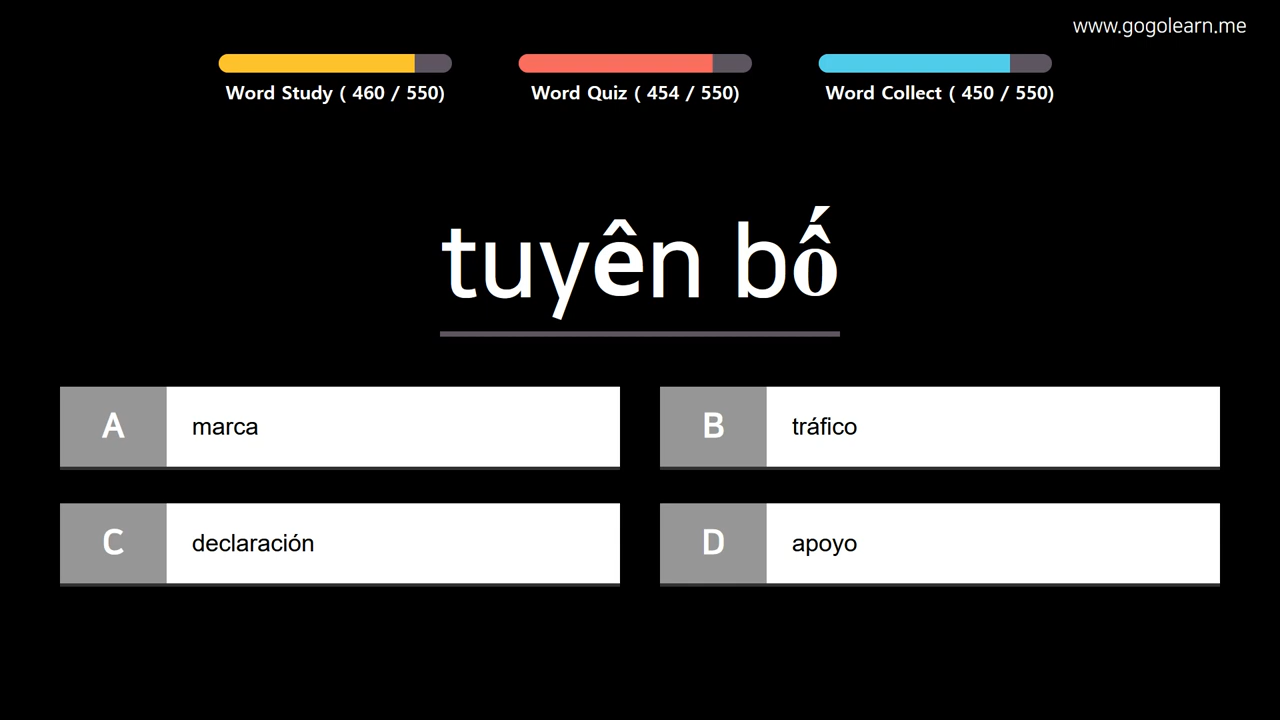 www.gogolearn.me
Word Study ( 460 / 550)
Word Quiz ( 454 / 550)
Word Collect ( 450 / 550)
tuyên bố
A marca
B tráfico
C declaración
D apoyo